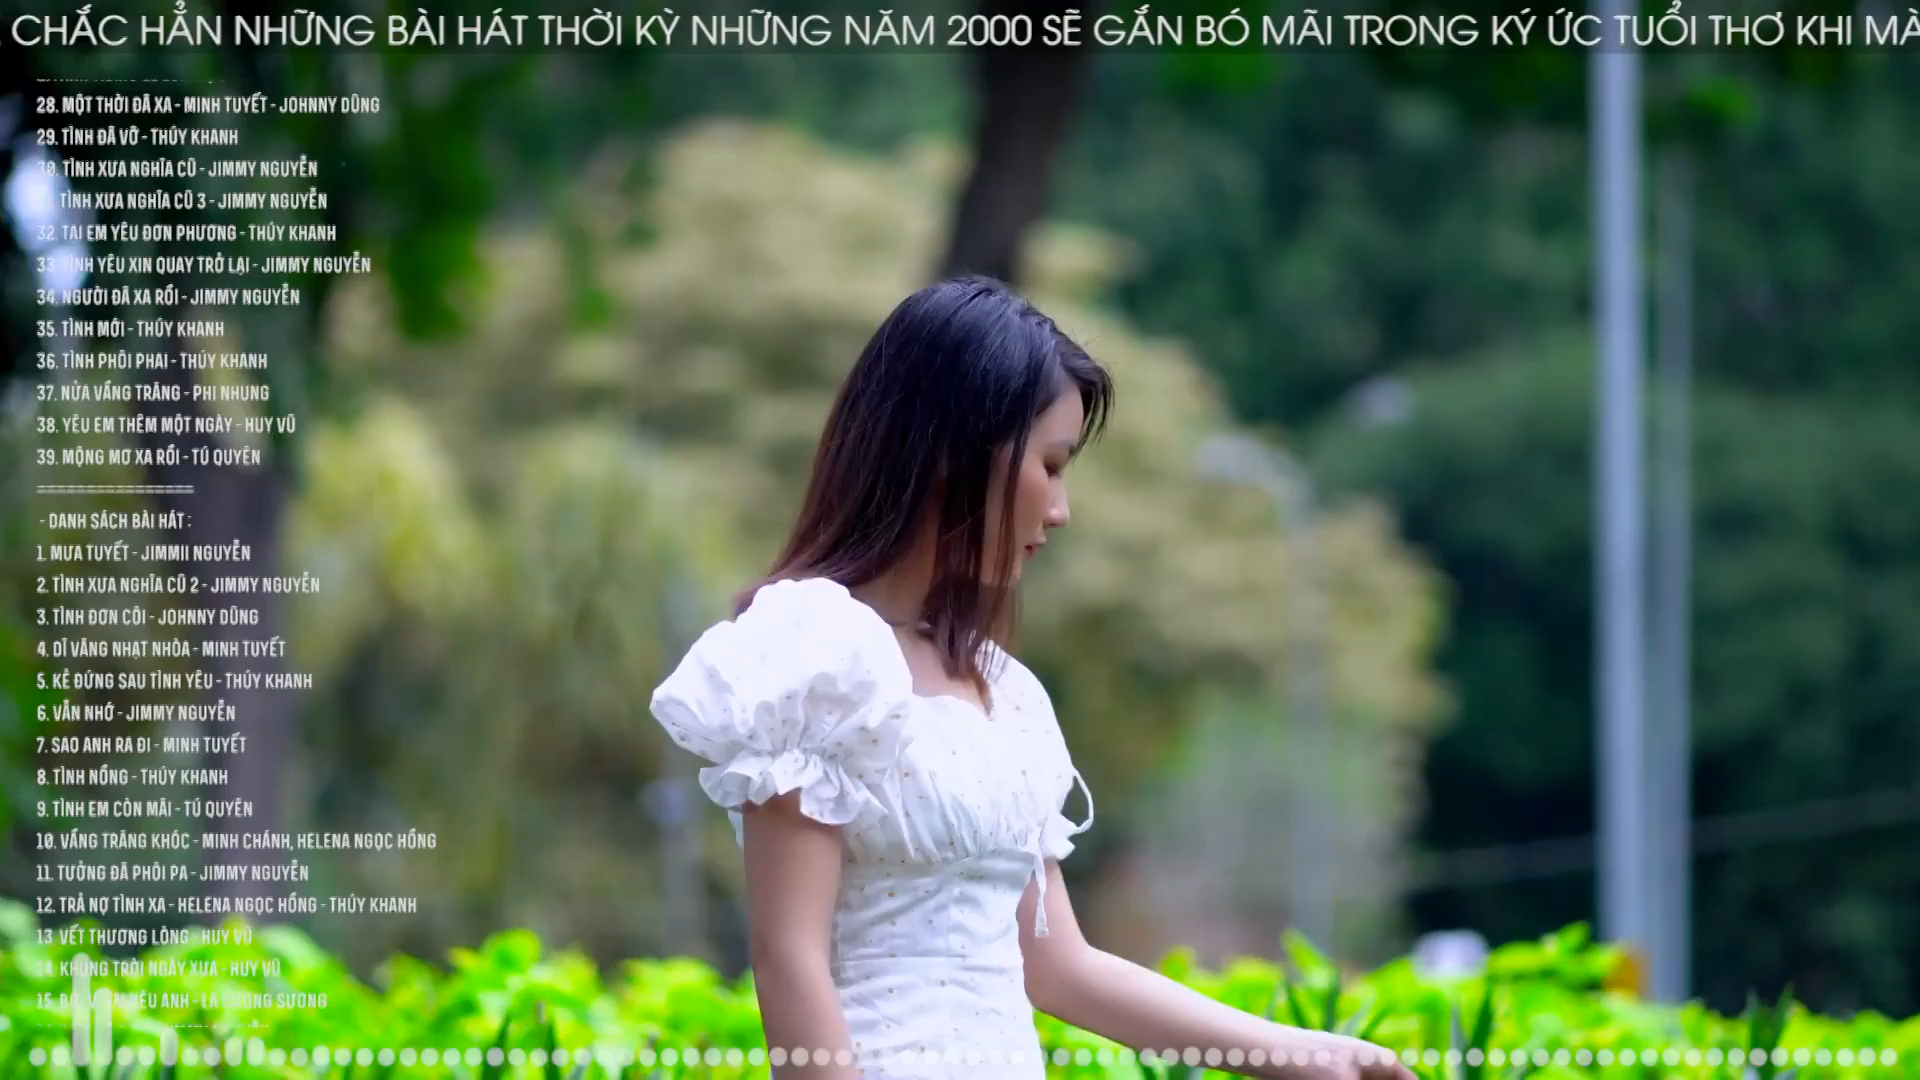 CHẮC HẲN NHỮNG BÀI HÁT THỜI KỲ NHỮNG NĂM 2000 SẼ GẮN BÓ MÃI TRONG KÝ ỨC TUỔI THƠ KHI MÀ
28. MỘT THỜI ĐÃ XA - MINH TUYẾT - JOHNNY DŨNG
29. TÌNH ĐÃ VỠ - THÚY KHANH
30. TÌNH XƯA NGHĨA CŨ - JIMMY NGUYỄN
TÌNH XƯA NGHĨA CŨ 3 - JIMMY NGUYỄN
32. TẠI EM YÊU ĐƠN PHƯƠNG - THÚY KHANH
33. TÌNH YÊU XIN QUAY TRỞ LẠI - JIMMY NGUYỄN
34. NGƯỜI ĐÃ XA RỒI - JIMMY NGUYỄN
35. TÌNH MỚI - THÚY KHANH
36. TÌNH PHÔI PHAI - THÚY KHANH
37. NỬA VẦNG TRĂNG - PHI NHUNG
38. YÊU EM THÊM MỘT NGÀY - HUY VŨ
39. MỘNG MƠ XA RỒI - TÚ QUYÊN
================
- DANH SÁCH BÀI HÁT :
1. MƯA TUYẾT - JIMMII NGUYỄN
2. TÌNH XƯA NGHĨA CŨ 2 - JIMMY NGUYỄN
3. TÌNH ĐƠN CÔI - JOHNNY DŨNG
4. DĨ VÃNG NHẠT NHÒA - MINH TUYẾT
5. KẺ ĐỨNG SAU TÌNH YÊU - THÚY KHANH
6. VẪN NHỚ - JIMMY NGUYỄN
7. SAO ANH RA ĐI - MINH TUYẾT
8. TÌNH NỒNG - THÚY KHANH
9. TÌNH EM CÒN MÃI - TÚ QUYÊN
10. VẦNG TRĂNG KHÓC - MINH CHÁNH, HELENA NGỌC HỒNG
11. TƯỞNG ĐÃ PHÔI PA - JIMMY NGUYỄN
12. TRẢ NỢ TÌNH XA - HELENA NGỌC HỒNG - THÚY KHANH
13. VẾT THƯƠNG LÒNG - HUY VŨ
14. KHUNG TRỜI NGÀY XƯA - HUY VŨ
15. YÊU ANH - LÃ SƯƠNG SƯƠNG